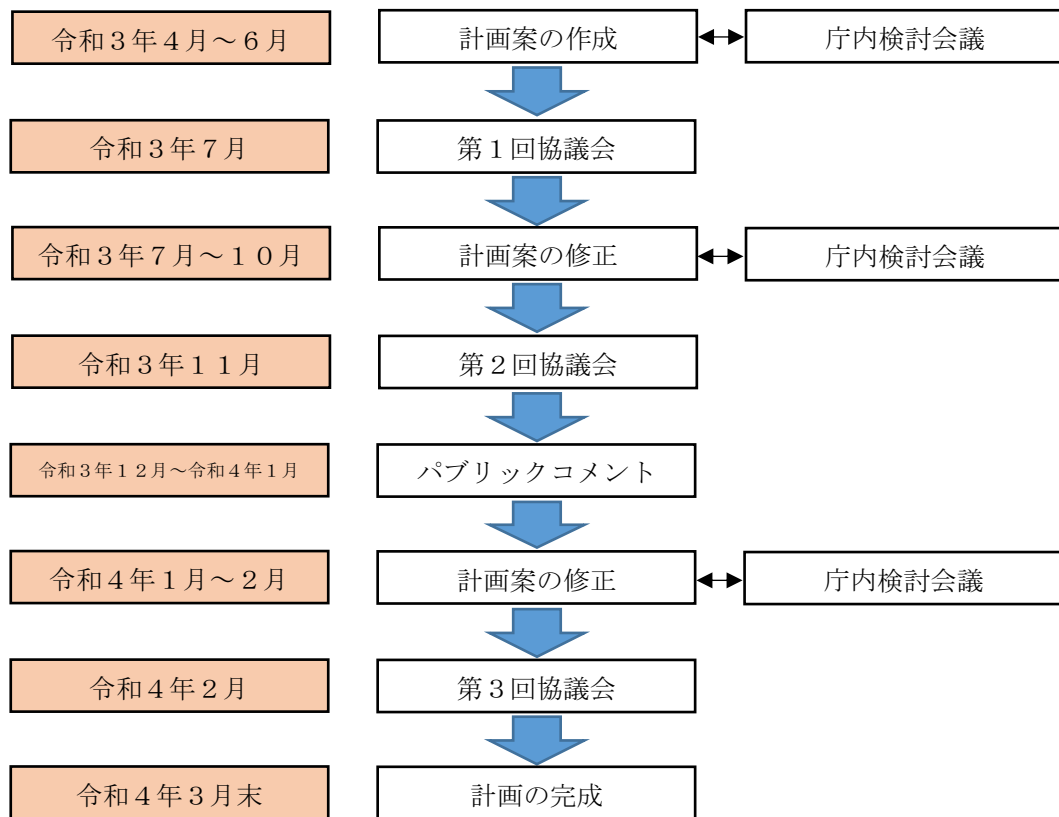 令和３年４月～６月
計画案の作成
庁内検討会議
令和３年７月
第１回協議会
令和３年７月～１０月
計画案の修正
庁内検討会議
令和３年１１月
第２回協議会
令和３年１２月～令和４年１月
パブリックコメント
令和４年１月～２月
計画案の修正
庁内検討会議
令和４年２月
第３回協議会
令和４年３月末
計画の完成